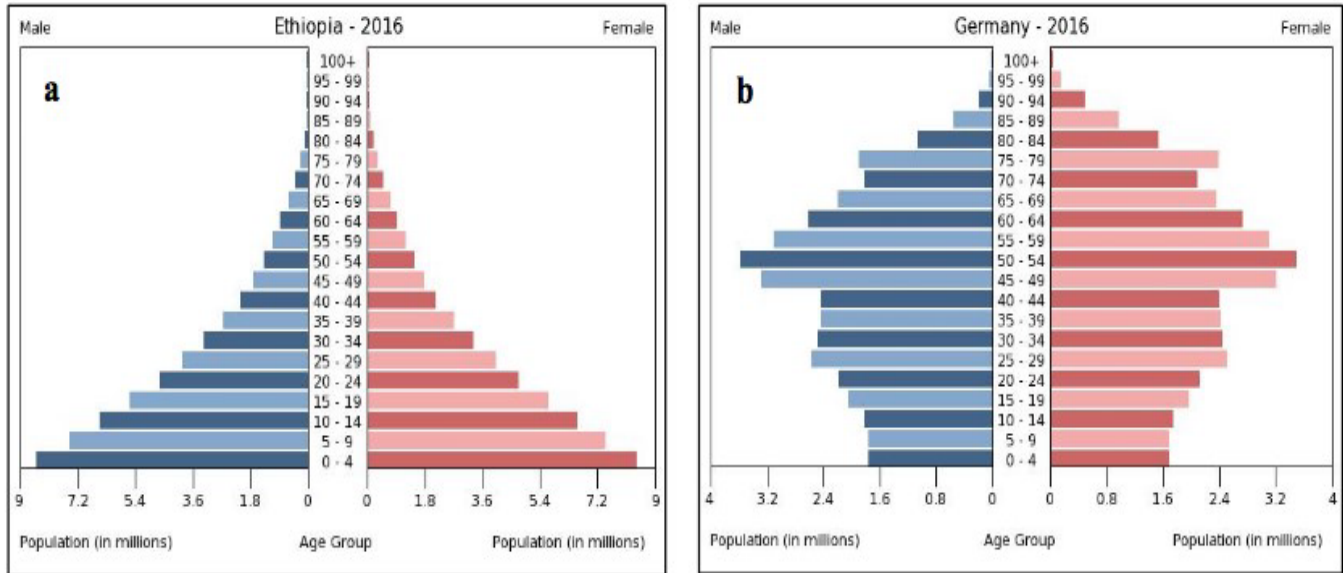 Male Ethiopia - 2016 Female
a
100+
95 - 99
90 - 94
85 - 89
80 - 84
75 - 79
70 - 74
65 - 69
60 - 64
55 - 59
50 - 54
45 - 49
40 - 44
35 - 39
30 - 34
25 - 29
20 - 24
15 - 19
10 - 14
5 - 9
0 - 4
9 7.2 5.4 3.6 1.8 0 0 1.8 3.6 5.4 7.2 9
Population (in millions) Age Group Population (in millions)
Male Germany - 2016 Female
b
100+
95 - 99
90 - 94
85 - 89
80 - 84
75 - 79
70 - 74
65 - 69
60 - 64
55 - 59
50 - 54
45 - 49
40 - 44
35 - 39
30 - 34
25 - 29
20 - 24
15 - 19
10 - 14
5 - 9
0 - 4
4 3.2 2.4 1.6 0.8 0 0 0.8 1.6 2.4 3.2 4
Population (in millions) Age Group Population (in millions)